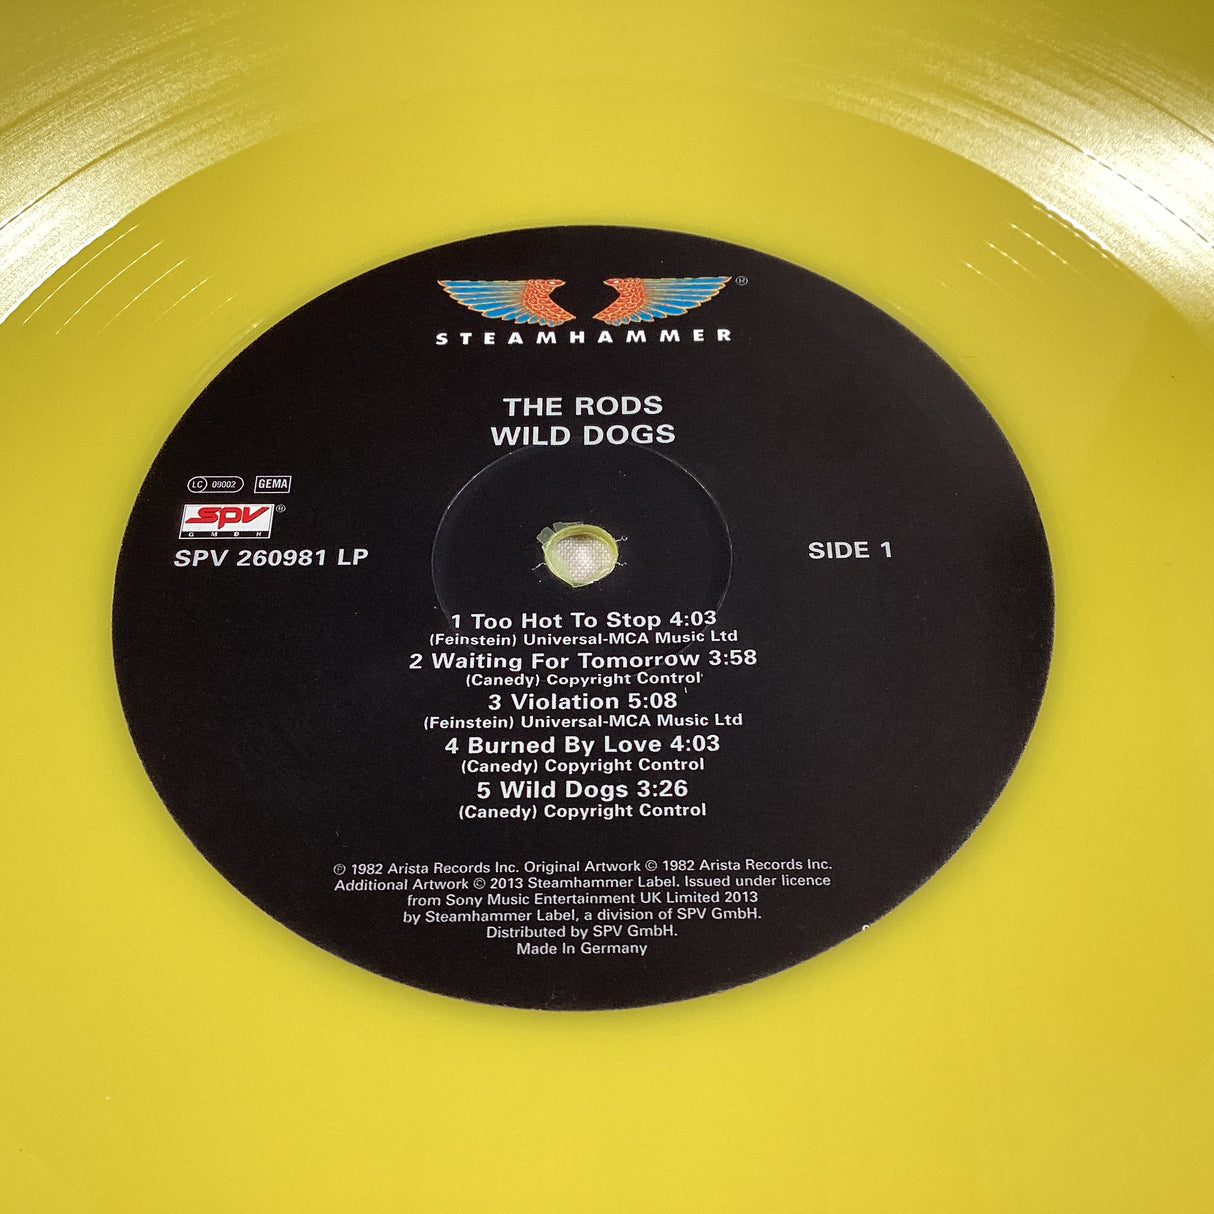 ®
STEAMHAMMER
THE RODS
WILD DOGS
LC 09002 GEMA
SPV ®
GMBH
SPV 260981 LP
SIDE 1
1 Too Hot To Stop 4:03
(Feinstein) Universal-MCA Music Ltd
2 Waiting For Tomorrow 3:58
(Canedy) Copyright Control
3 Violation 5:08
(Feinstein) Universal-MCA Music Ltd
4 Burned By Love 4:03
(Canedy) Copyright Control
5 Wild Dogs 3:26
(Canedy) Copyright Control
℗ 1982 Arista Records Inc. Original Artwork © 1982 Arista Records Inc.
Additional Artwork © 2013 Steamhammer Label. Issued under licence
from Sony Music Entertainment UK Limited 2013
by Steamhammer Label, a division of SPV GmbH.
Distributed by SPV GmbH.
Made In Germany